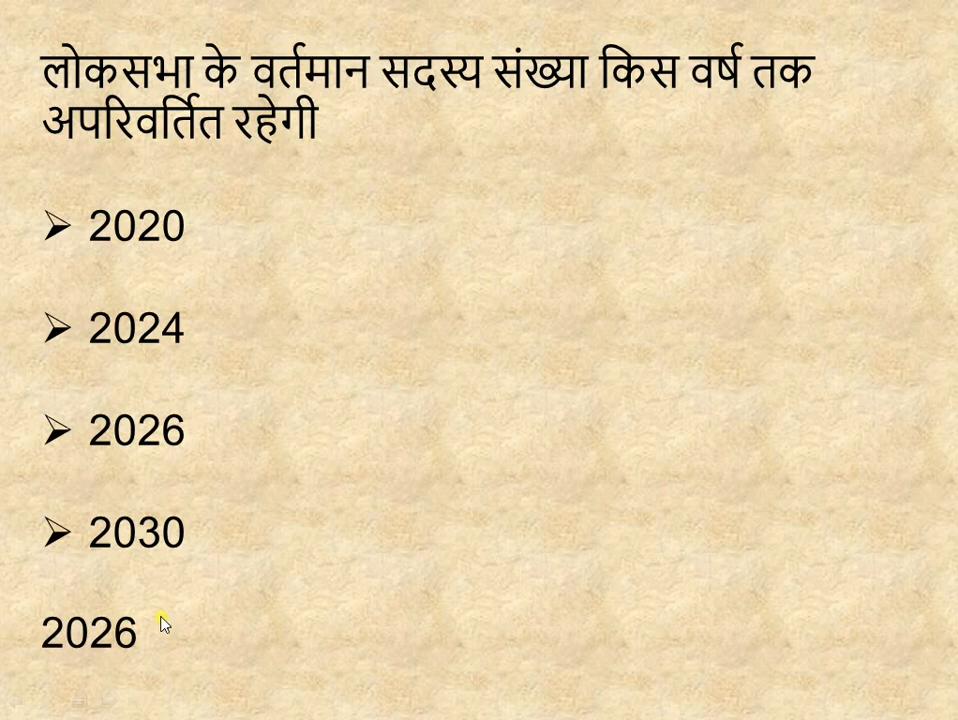 लोकसभा के वर्तमान सदस्य संख्या किस वर्ष तक
अपरिवर्तित रहेगी
➢ 2020
➢ 2024
➢ 2026
➢ 2030
2026